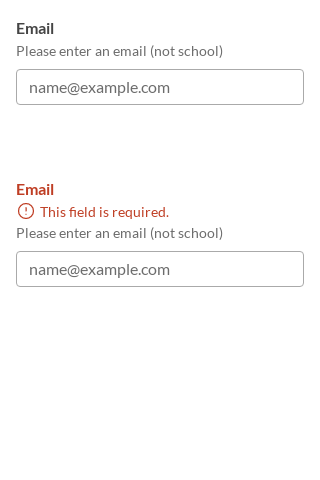 Email
Please enter an email (not school)
name@example.com
Email
This field is required.
Please enter an email (not school)
name@example.com